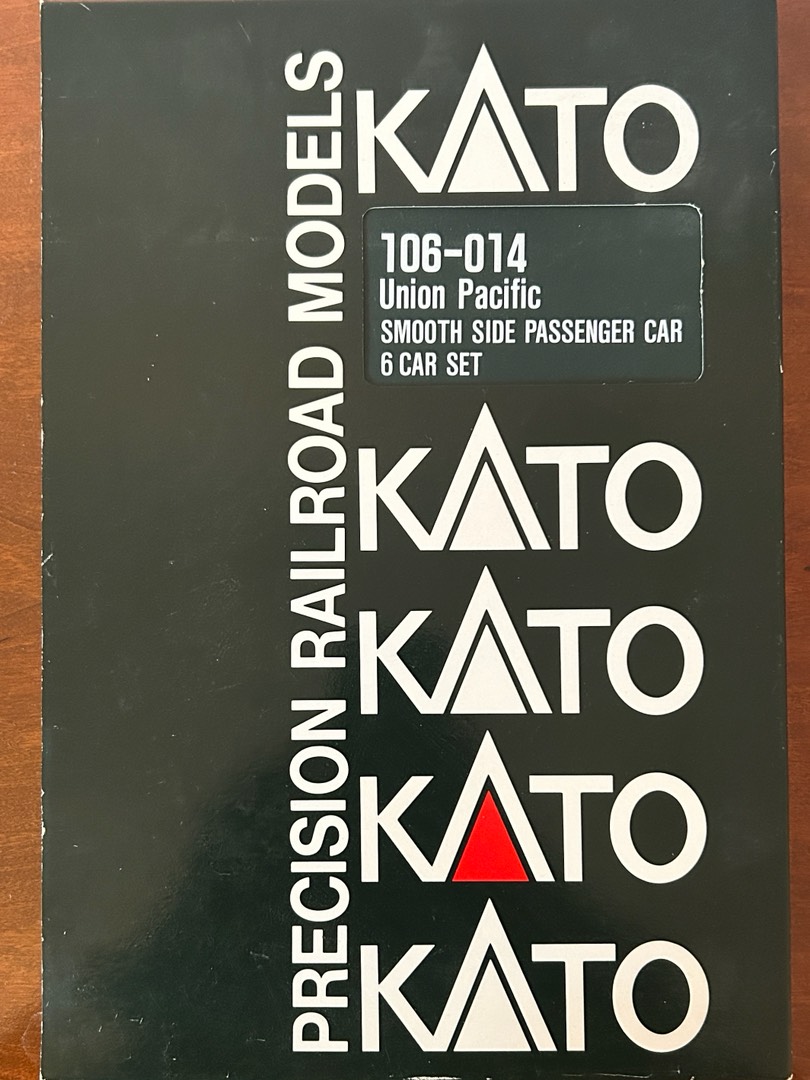 PRECISION RAILROAD MODELS
KATO
106-014
Union Pacific
SMOOTH SIDE PASSENGER CAR
6 CAR SET
KATO
KATO
KATO
KATO